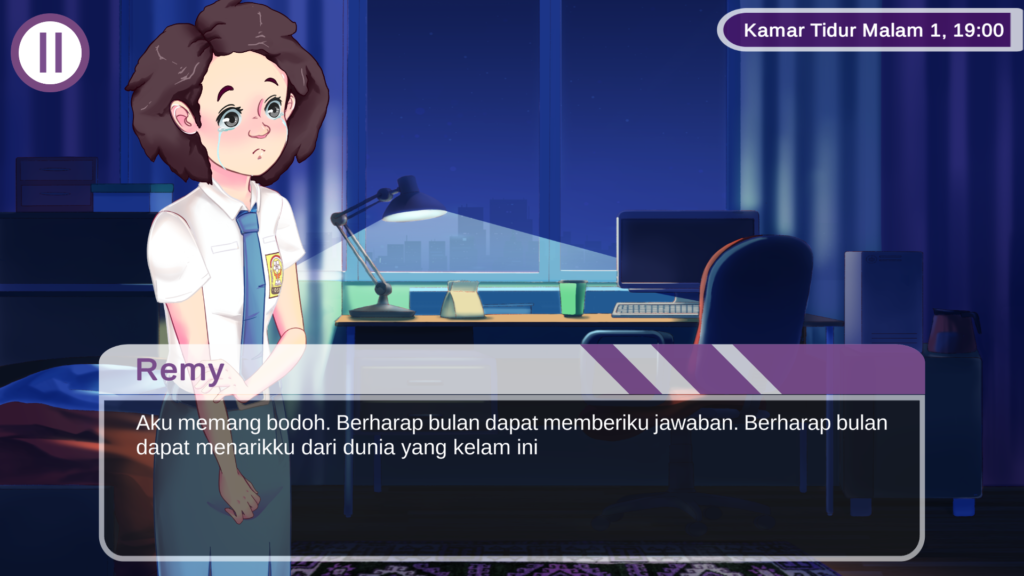 Kamar Tidur Malam 1, 19:00
Remy
Aku memang bodoh. Berharap bulan dapat memberiku jawaban. Berharap bulan
dapat menarikku dari dunia yang kelam ini